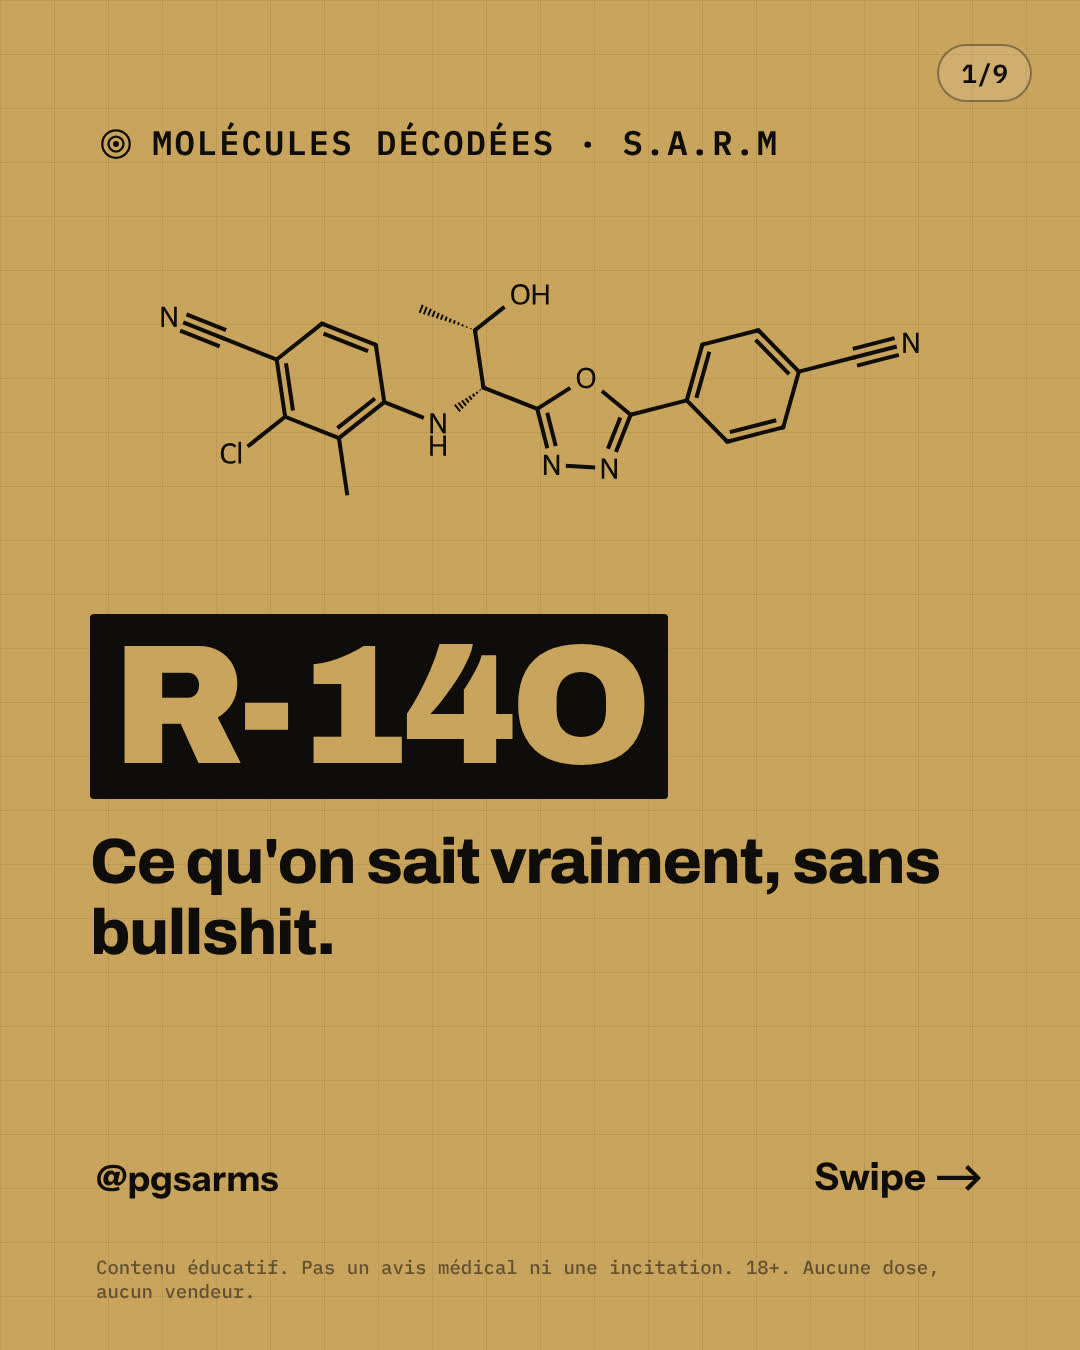 1/9
◎ MOLÉCULES DÉCODÉES · S.A.R.M
OH
N
N
O
Cl
N
H
N
N
R-140
Ce qu'on sait vraiment, sans
bullshit.
@pgsarms
Swipe →
Contenu éducatif. Pas un avis médical ni une incitation. 18+. Aucune dose,
aucun vendeur.